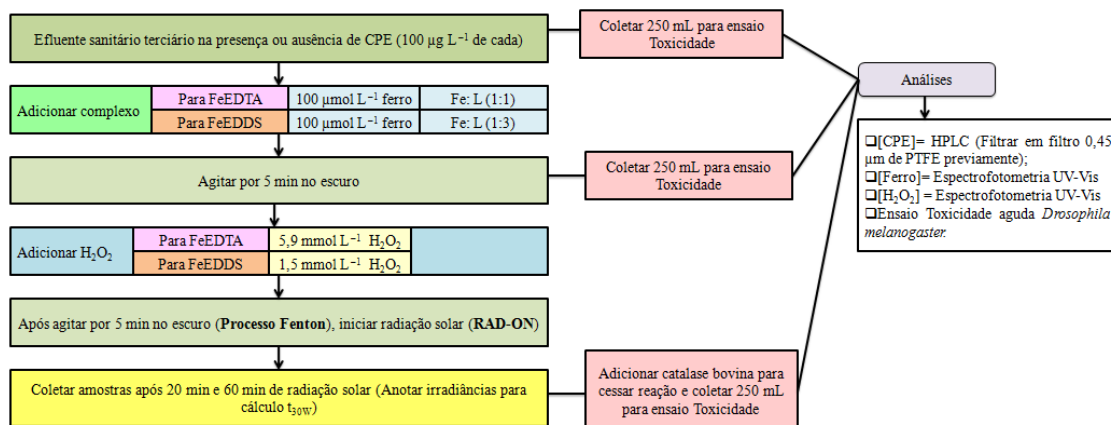 Efluente sanitário terciário na presença ou ausência de CPE (100 µg L⁻¹ de cada)
Coletar 250 mL para ensaio
Toxicidade
Adicionar complexo
Para FeEDTA
100 µmol L⁻¹ ferro
Fe: L (1:1)
Para FeEDDS
100 µmol L⁻¹ ferro
Fe: L (1:3)
Agitar por 5 min no escuro
Coletar 250 mL para ensaio
Toxicidade
Adicionar H₂O₂
Para FeEDTA
5,9 mmol L⁻¹ H₂O₂
Para FeEDDS
1,5 mmol L⁻¹ H₂O₂
Após agitar por 5 min no escuro (Processo Fenton), iniciar radiação solar (RAD-ON)
Coletar amostras após 20 min e 60 min de radiação solar (Anotar irradiâncias para
cálculo t₃₀W)
Adicionar catalase bovina para
cessar reação e coletar 250 mL
para ensaio Toxicidade
Análises
❑[CPE]= HPLC (Filtrar em filtro 0,45
µm de PTFE previamente);
❑[Ferro]= Espectrofotometria UV-Vis
❑[H₂O₂] = Espectrofotometria UV-Vis
❑Ensaio Toxicidade aguda Drosophila
melanogaster.